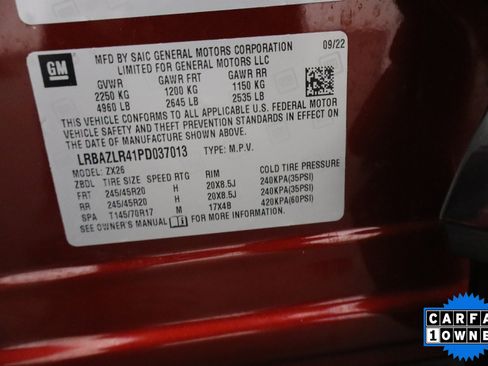 GM
MFD BY SAIC GENERAL MOTORS CORPORATION 09/22
LIMITED FOR GENERAL MOTORS LLC
GVWR GAWR FRT GAWR RR
2250 KG 1200 KG 1150 KG
4960 LB 2645 LB 2535 LB
THIS VEHICLE CONFORMS TO ALL APPLICABLE U.S. FEDERAL MOTOR
VEHICLE SAFETY AND THEFT PREVENTION STANDARDS IN EFFECT ON
THE DATE OF MANUFACTURE SHOWN ABOVE.
LRBAZLR41PD037013 TYPE: M.P.V.
MODEL: ZX26
ZBDL TIRE SIZE SPEED RTG RIM COLD TIRE PRESSURE
FRT 245/45R20 H 20X8.5J 240KPA(35PSI)
RR 245/45R20 H 20X8.5J 240KPA(35PSI)
SPA T145/70R17 M 17X4B 420KPA(60PSI)
SEE OWNER'S MANUAL FOR MORE INFORMATION
CARFA
1 OWNE